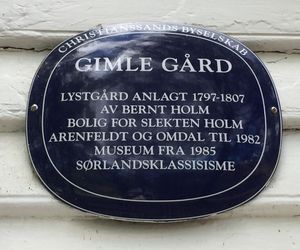 CHRISTIANSSANDS BYSELSKAB
GIMLE GÅRD
LYSTGÅRD ANLAGT 1797-1807
AV BERNT HOLM
BOLIG FOR SLEKTEN HOLM
ARENFELDT OG OMDAL TIL 1982
MUSEUM FRA 1985
SØRLANDSKLASSISISME